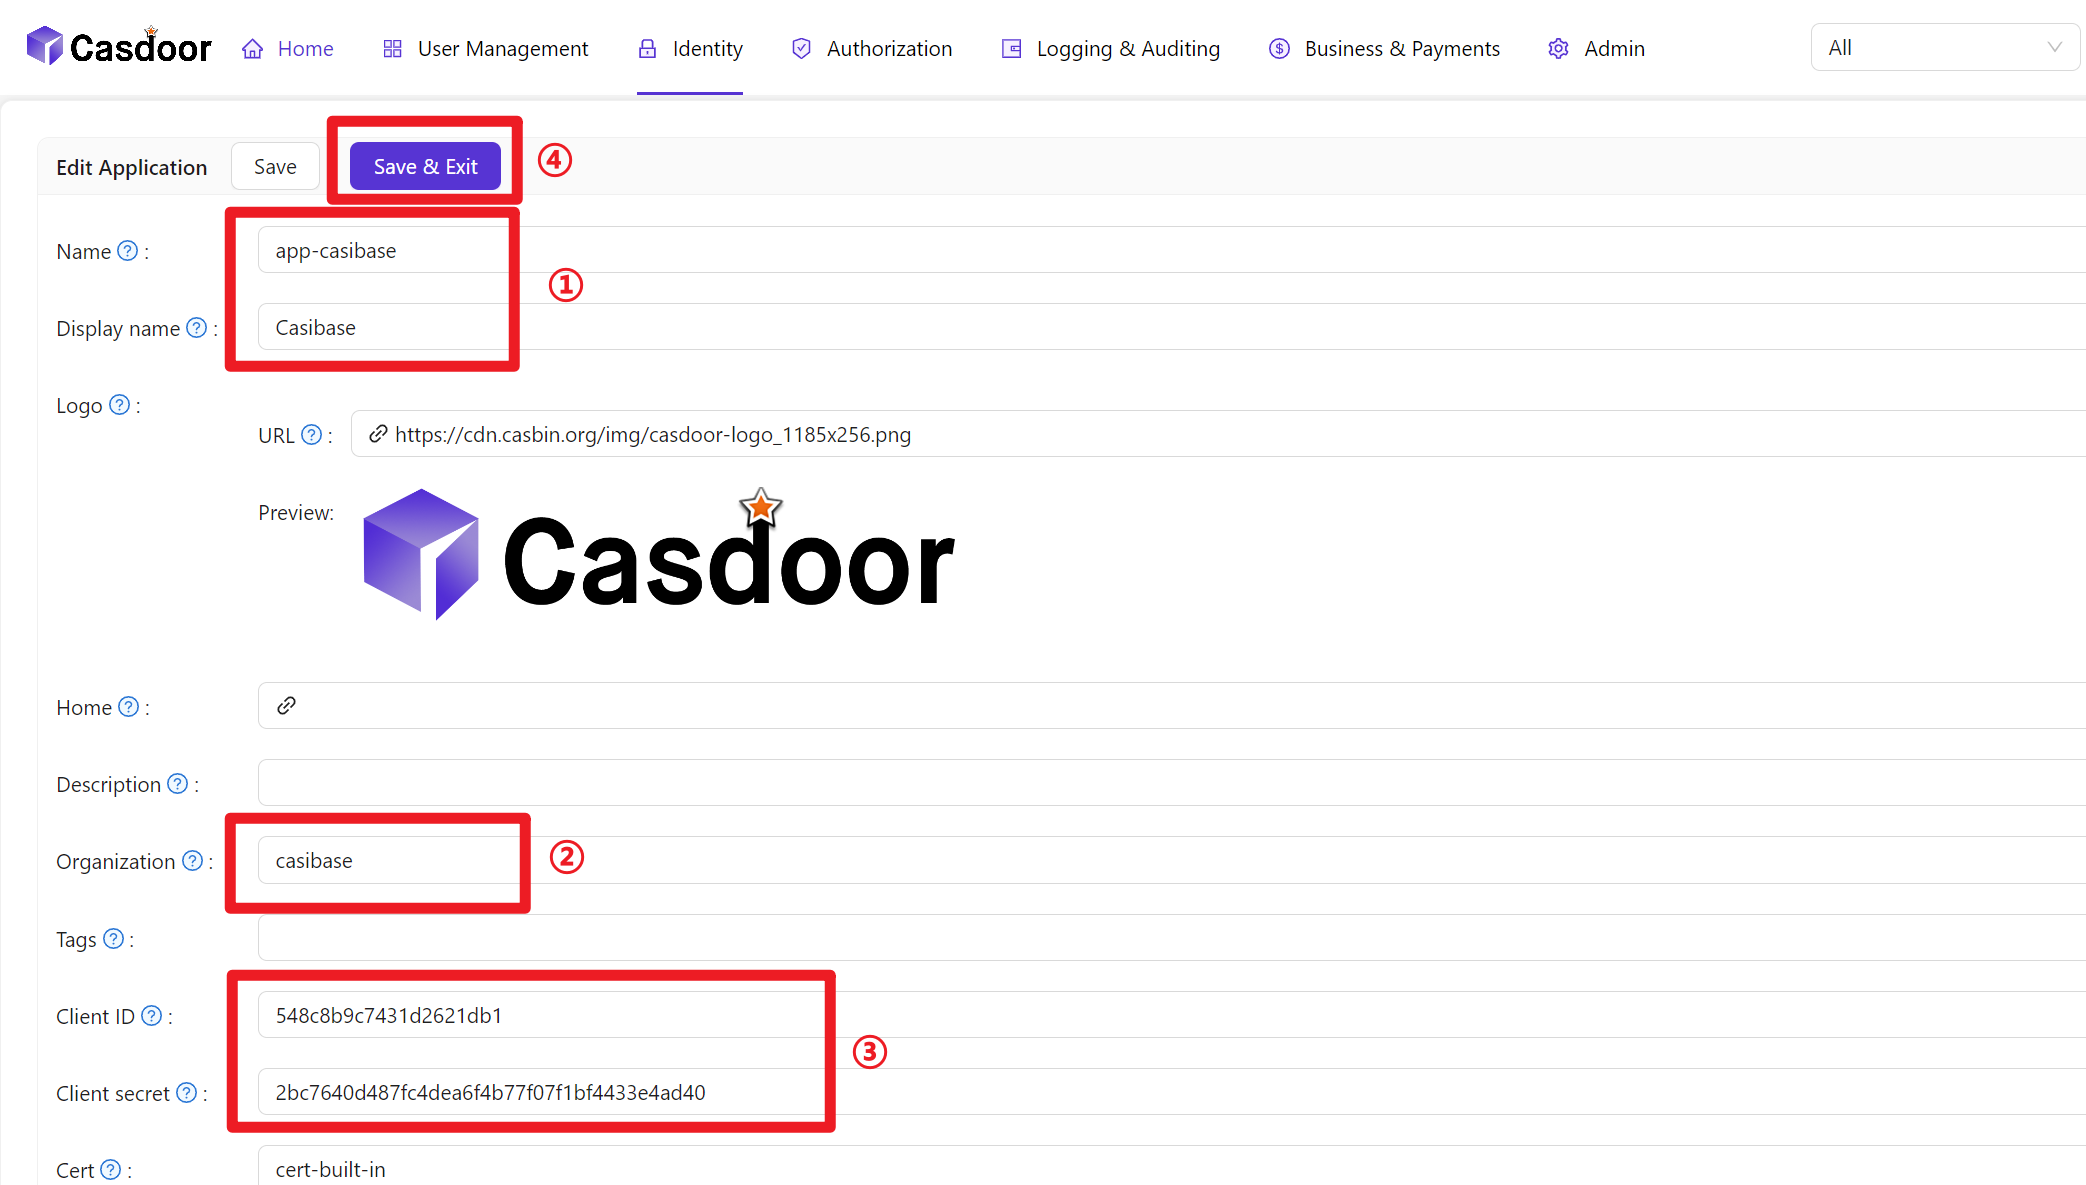 Casdoor Home User Management Identity Authorization Logging & Auditing Business & Payments Admin All
Edit Application Save Save & Exit ④
Name ? : app-casibase
①
Display name ? : Casibase
Logo ? :
URL ? : https://cdn.casbin.org/img/casdoor-logo_1185x256.png
Preview:
Casdoor
Home ? :
Description ? :
Organization ? : casibase ②
Tags ? :
Client ID ? : 548c8b9c7431d2621db1
③
Client secret ? : 2bc7640d487fc4dea6f4b77f07f1bf4433e4ad40
Cert ? : cert-built-in